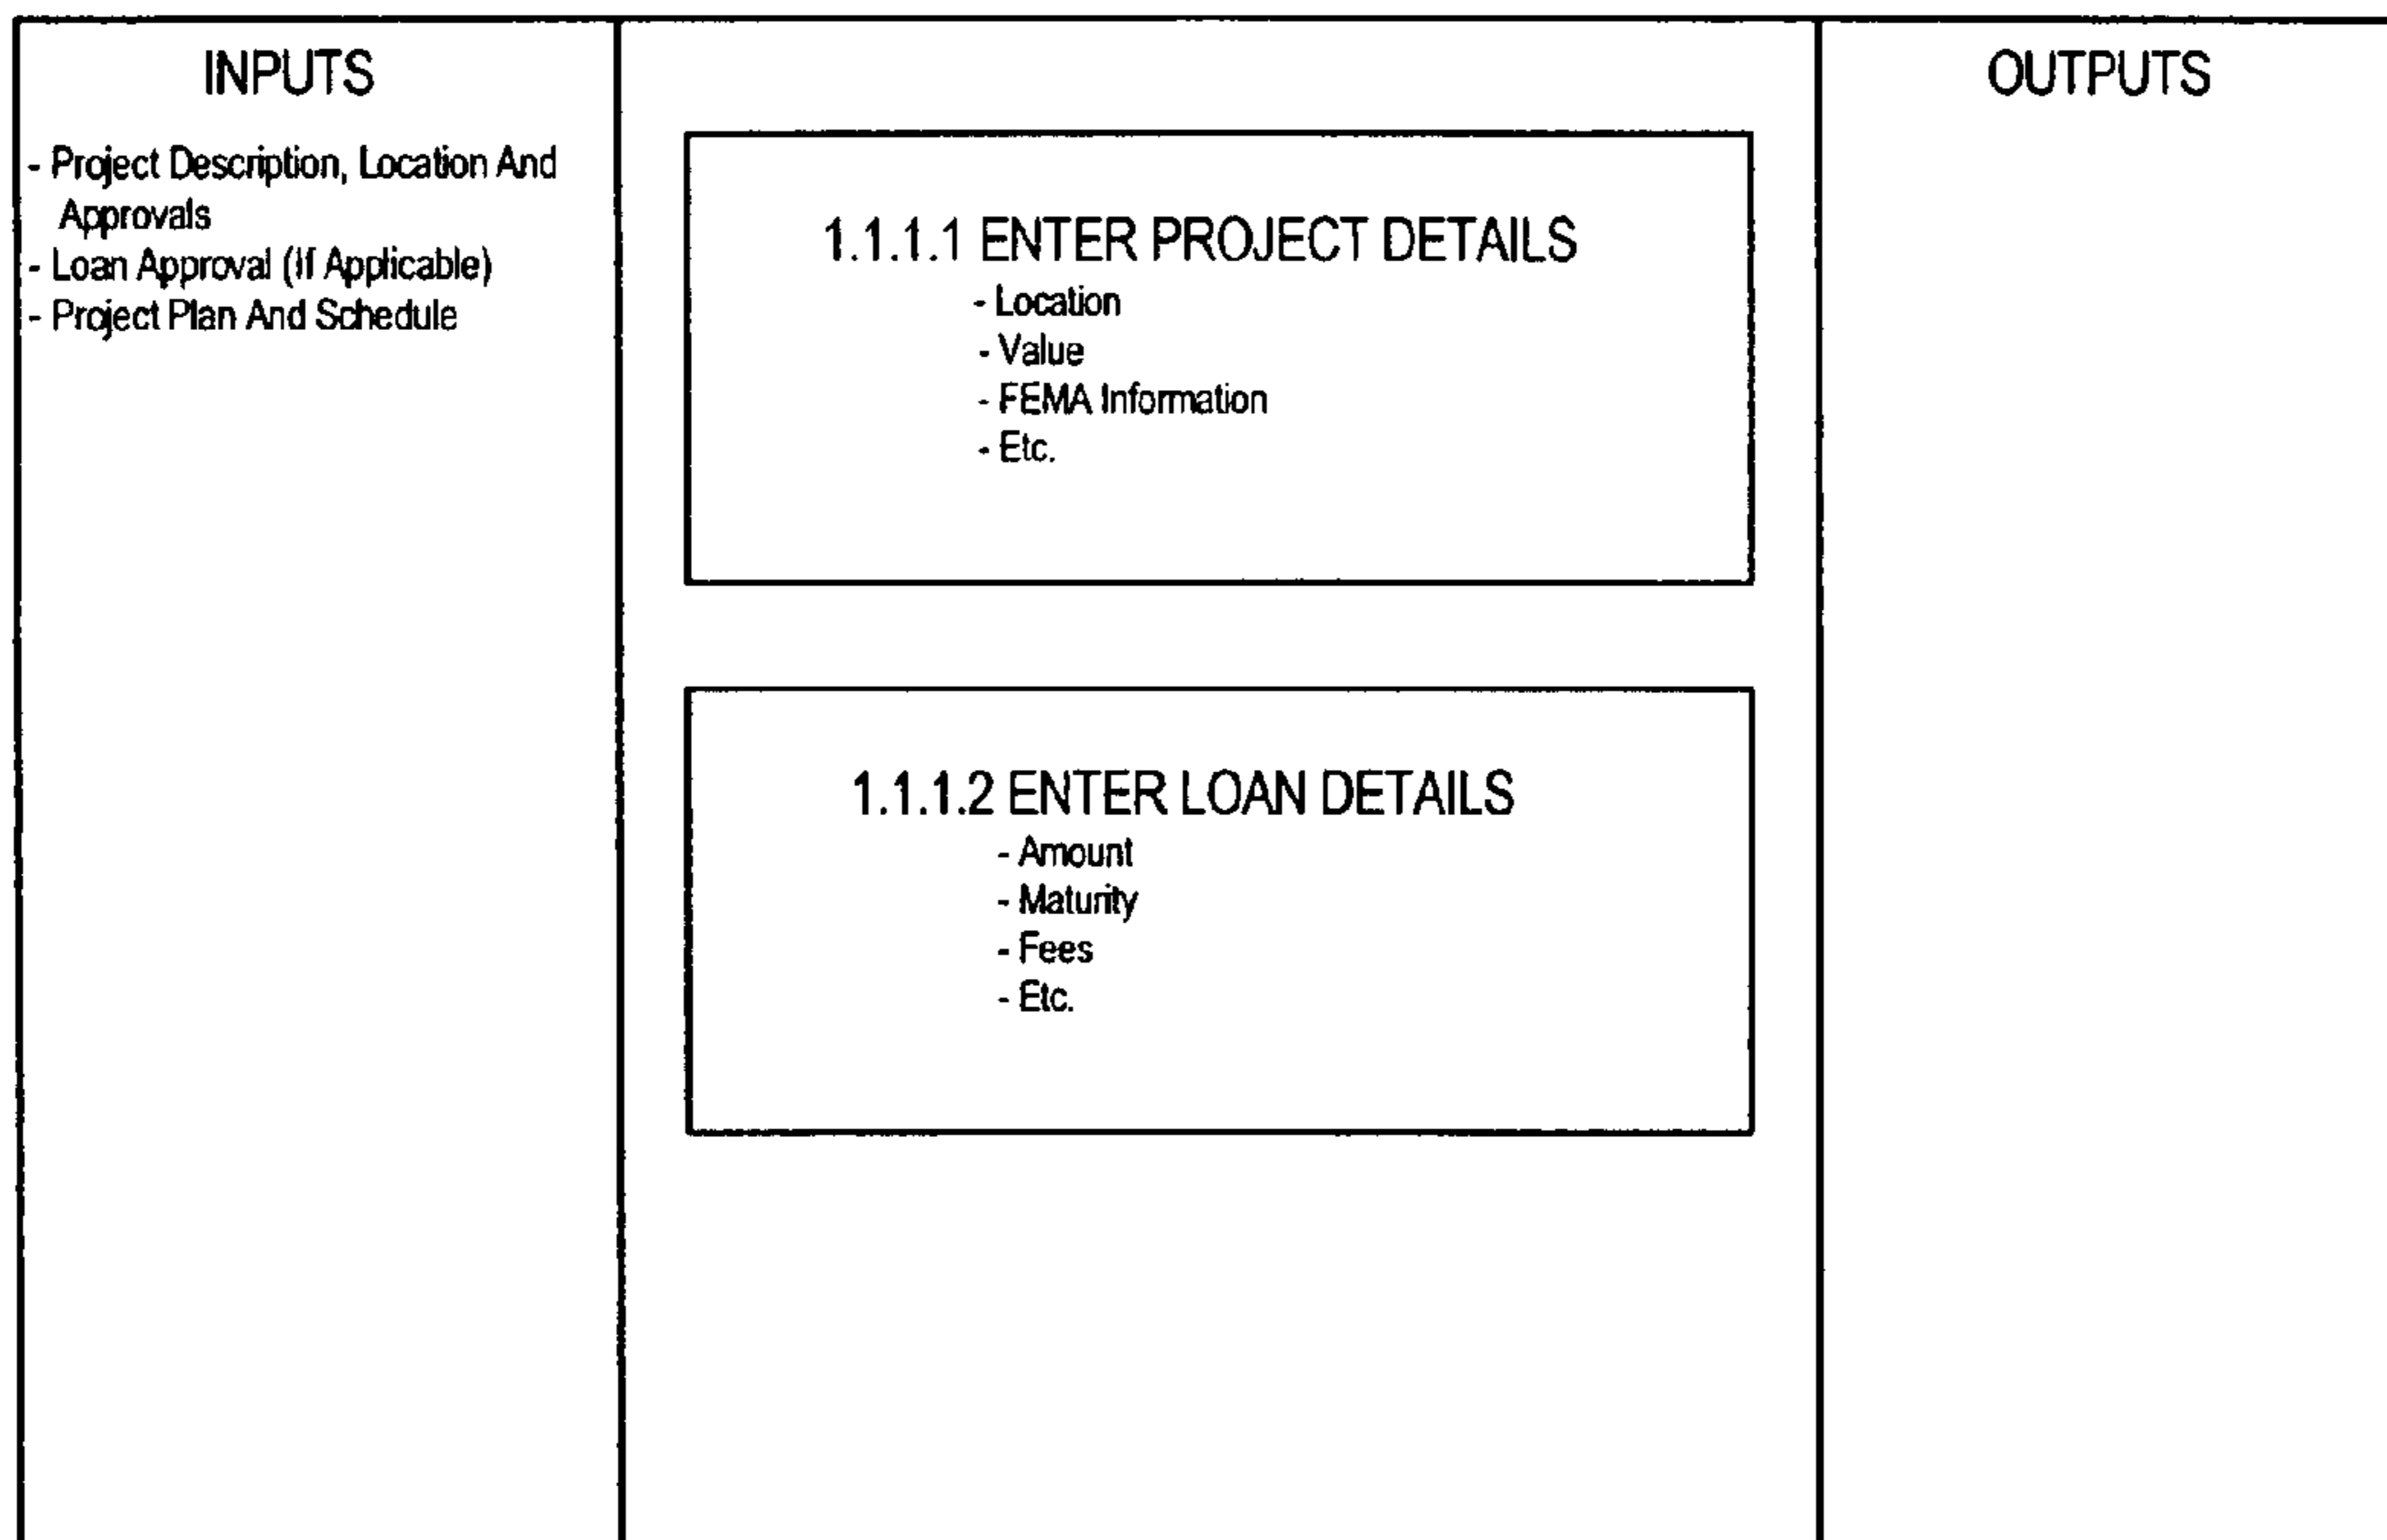 INPUTS
- Project Description, Location And
Approvals
- Loan Approval (If Applicable)
- Project Plan And Schedule
1.1.1.1 ENTER PROJECT DETAILS
- Location
- Value
- FEMA Information
- Etc.
1.1.1.2 ENTER LOAN DETAILS
- Amount
- Maturity
- Fees
- Etc.
OUTPUTS